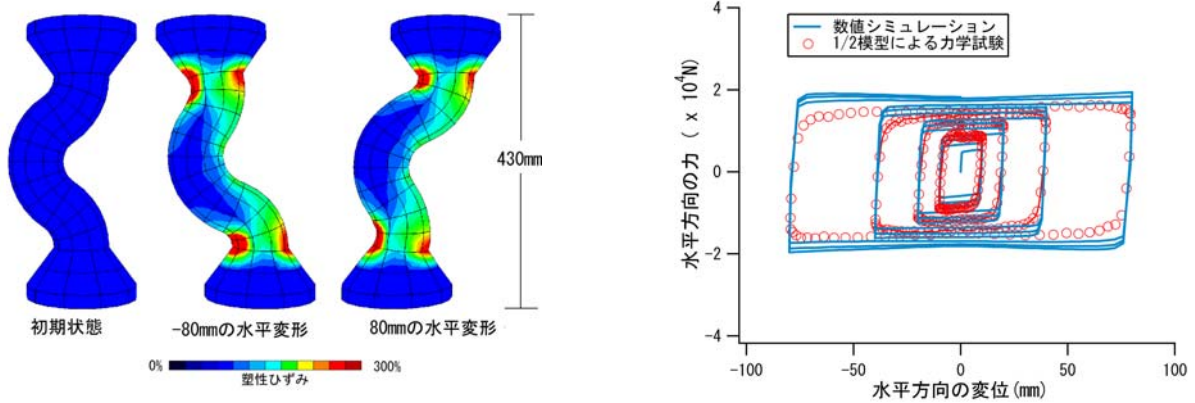 430mm
初期状態
-80mmの水平変形
80mmの水平変形
0%
300%
塑性ひずみ
数値シミュレーション
1/2模型による力学試験
水平方向の力 ( x 10⁴N)
4
2
0
-2
-4
-100
-50
0
50
100
水平方向の変位(mm)